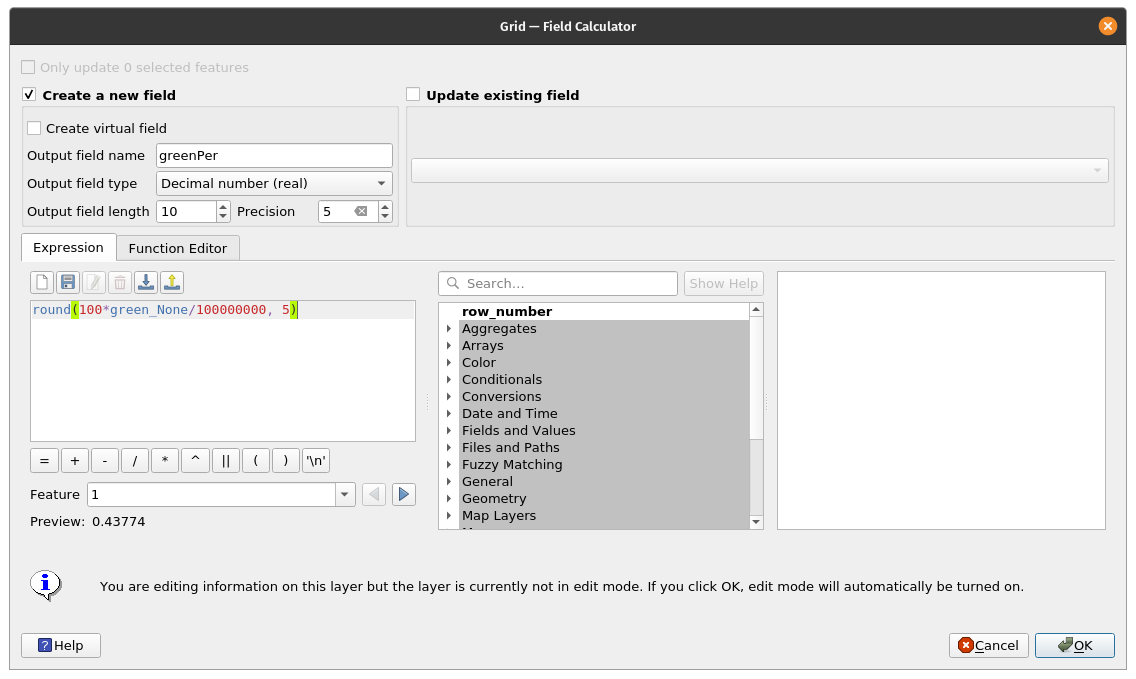 Grid — Field Calculator
Only update 0 selected features
Create a new field
Update existing field
Create virtual field
Output field name greenPer
Output field type Decimal number (real)
Output field length 10 Precision 5
Expression Function Editor
Search... Show Help
round(100*green_None/100000000, 5)
row_number
Aggregates
Arrays
Color
Conditionals
Conversions
Date and Time
Fields and Values
Files and Paths
Fuzzy Matching
General
Geometry
Map Layers
= + - / * ^ || ( ) '\n'
Feature 1
Preview: 0.43774
You are editing information on this layer but the layer is currently not in edit mode. If you click OK, edit mode will automatically be turned on.
Help Cancel OK